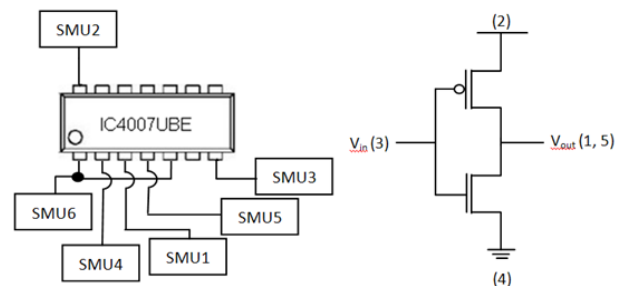 SMU2
IC4007UBE
SMU3
SMU6
SMU5
SMU4
SMU1
(2)
Vin (3)
Vout (1, 5)
(4)